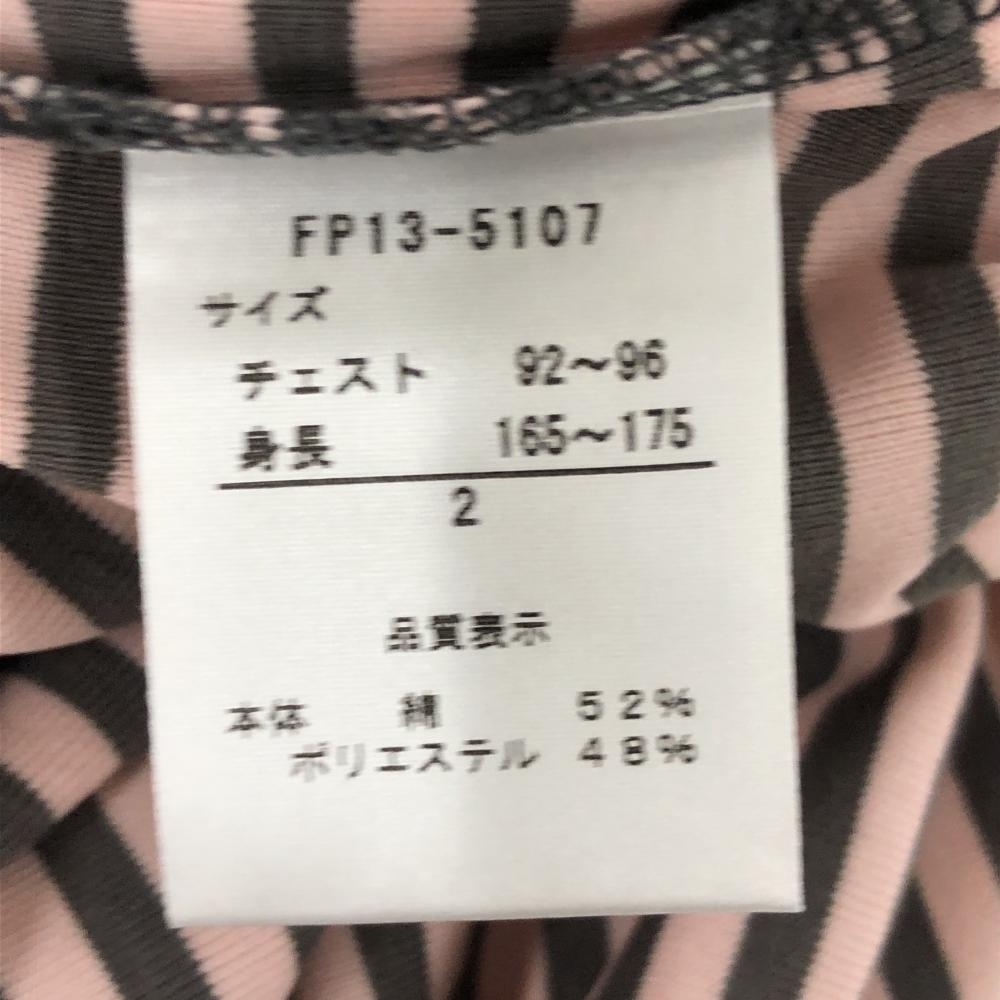 FP13-5107
サイズ
チェスト 92～96
身長 165～175
2
品質表示
本体 綿 52%
ポリエステル 48%